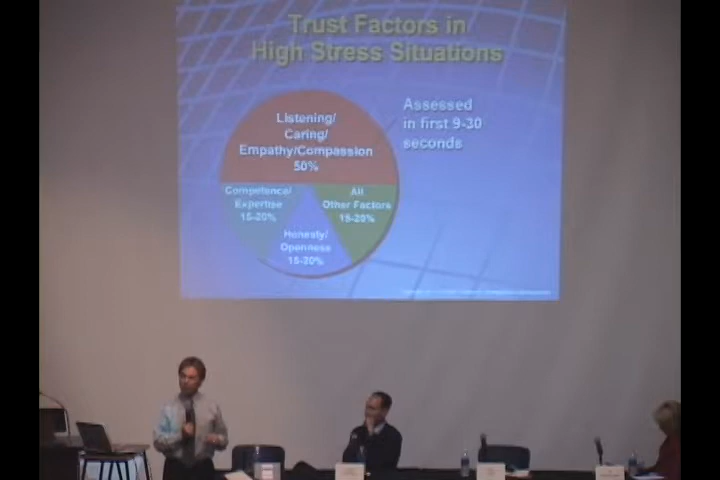 Trust Factors in
High Stress Situations
Listening/
Caring/
Empathy/Compassion
50%
Assessed
in first 9-30
seconds
Competence/
Expertise
15-20%
All
Other Factors
15-20%
Honesty/
Openness
15-20%